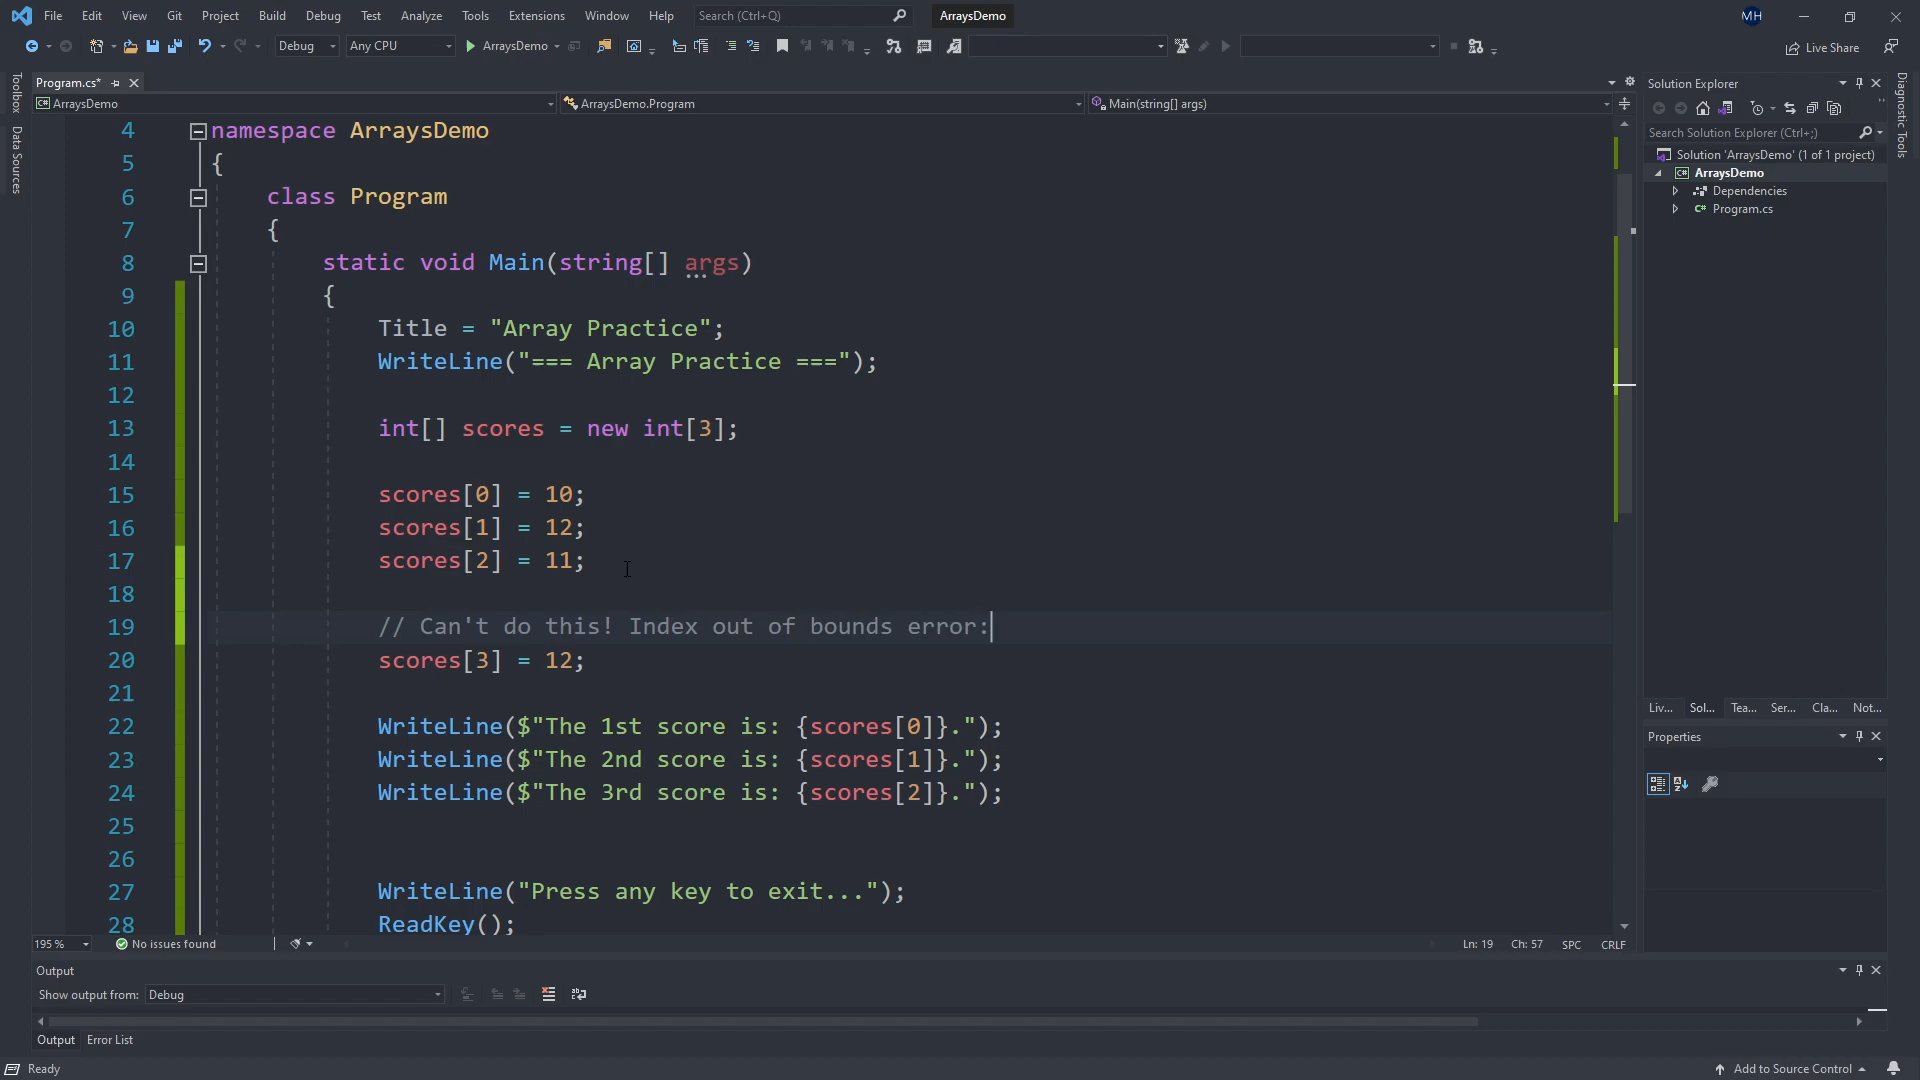 File Edit View Git Project Build Debug Test Analyze Tools Extensions Window Help Search (Ctrl+Q) ArraysDemo MH
Debug Any CPU ArraysDemo Live Share
Toolbox
Data Sources
Program.cs*
ArraysDemo ArraysDemo.Program Main(string[] args)
4 namespace ArraysDemo
5 {
6 class Program
7 {
8 static void Main(string[] args)
9 {
10 Title = "Array Practice";
11 WriteLine("=== Array Practice ===");
12
13 int[] scores = new int[3];
14
15 scores[0] = 10;
16 scores[1] = 12;
17 scores[2] = 11;
18
19 // Can't do this! Index out of bounds error:
20 scores[3] = 12;
21
22 WriteLine($"The 1st score is: {scores[0]}.");
23 WriteLine($"The 2nd score is: {scores[1]}.");
24 WriteLine($"The 3rd score is: {scores[2]}.");
25
26
27 WriteLine("Press any key to exit...");
28 ReadKey();
195 % No issues found Ln: 19 Ch: 57 SPC CRLF
Output
Show output from: Debug
Output Error List
Ready Add to Source Control
Solution Explorer
Search Solution Explorer (Ctrl+;)
Solution 'ArraysDemo' (1 of 1 project)
C# ArraysDemo
Dependencies
C# Program.cs
Liv... Sol... Tea... Ser... Cla... Not...
Properties
Diagnostic Tools